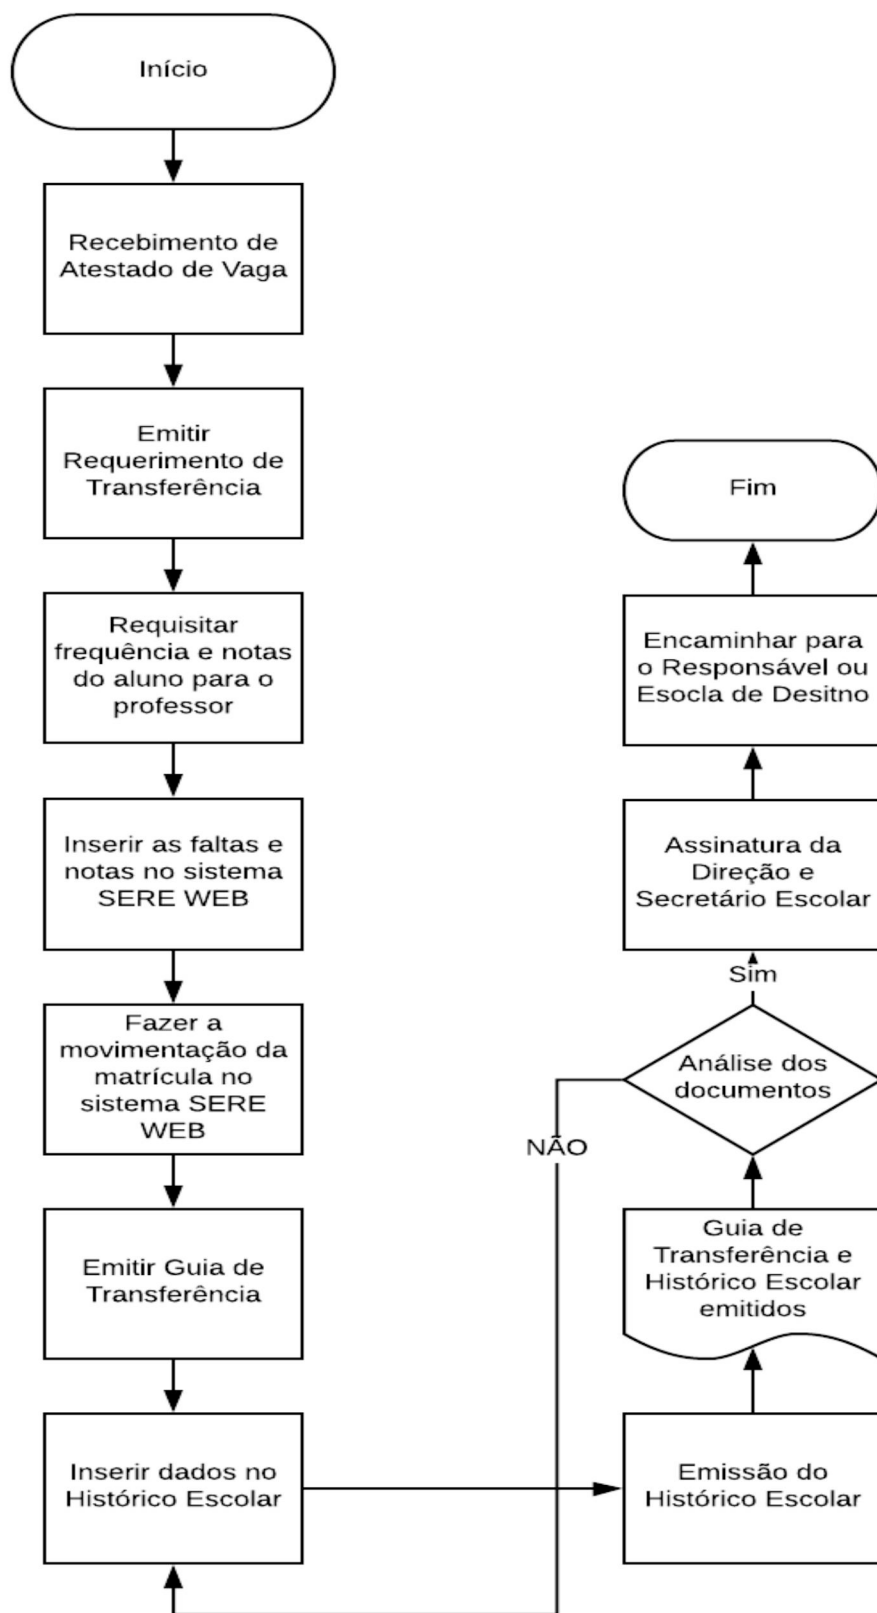 Início
Recebimento de
Atestado de Vaga
Emitir
Requerimento de
Transferência
Requisitar
frequência e notas
do aluno para o
professor
Inserir as faltas e
notas no sistema
SERE WEB
Fazer a
movimentação da
matrícula no
sistema SERE
WEB
Emitir Guia de
Transferência
Inserir dados no
Histórico Escolar
Emissão do
Histórico Escolar
Guia de
Transferência e
Histórico Escolar
emitidos
Análise dos
documentos
NÃO
Sim
Assinatura da
Direção e
Secretário Escolar
Encaminhar para
o Responsável ou
Esocla de Desitno
Fim